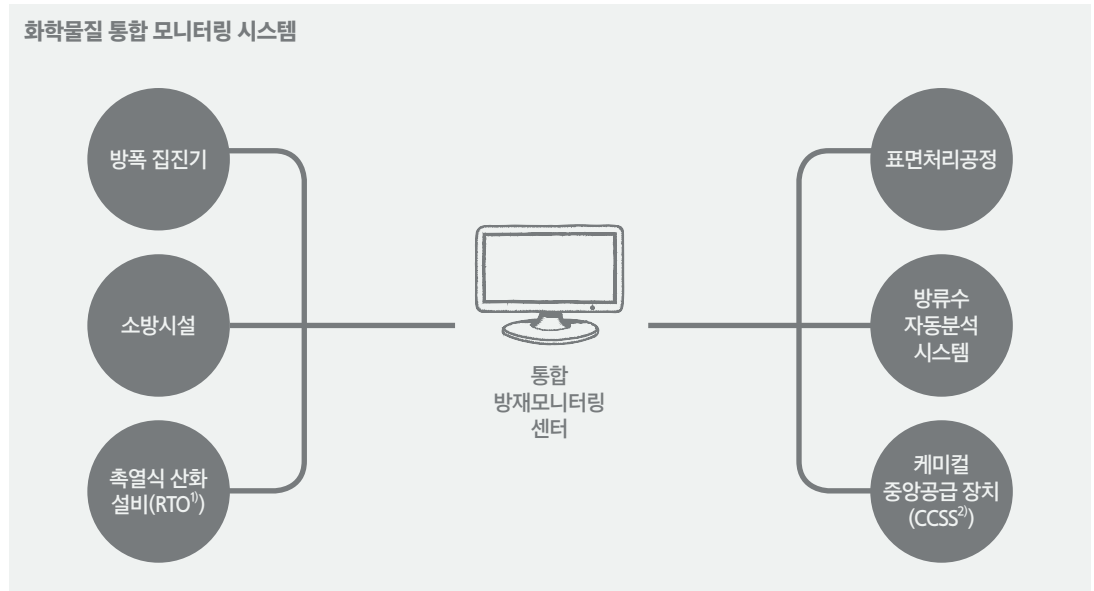 화학물질 통합 모니터링 시스템
방폭 집진기
소방시설
촉열식 산화
설비(RTO¹⁾)
통합
방재모니터링
센터
표면처리공정
방류수
자동분석
시스템
케미컬
중앙공급 장치
(CCSS²⁾)